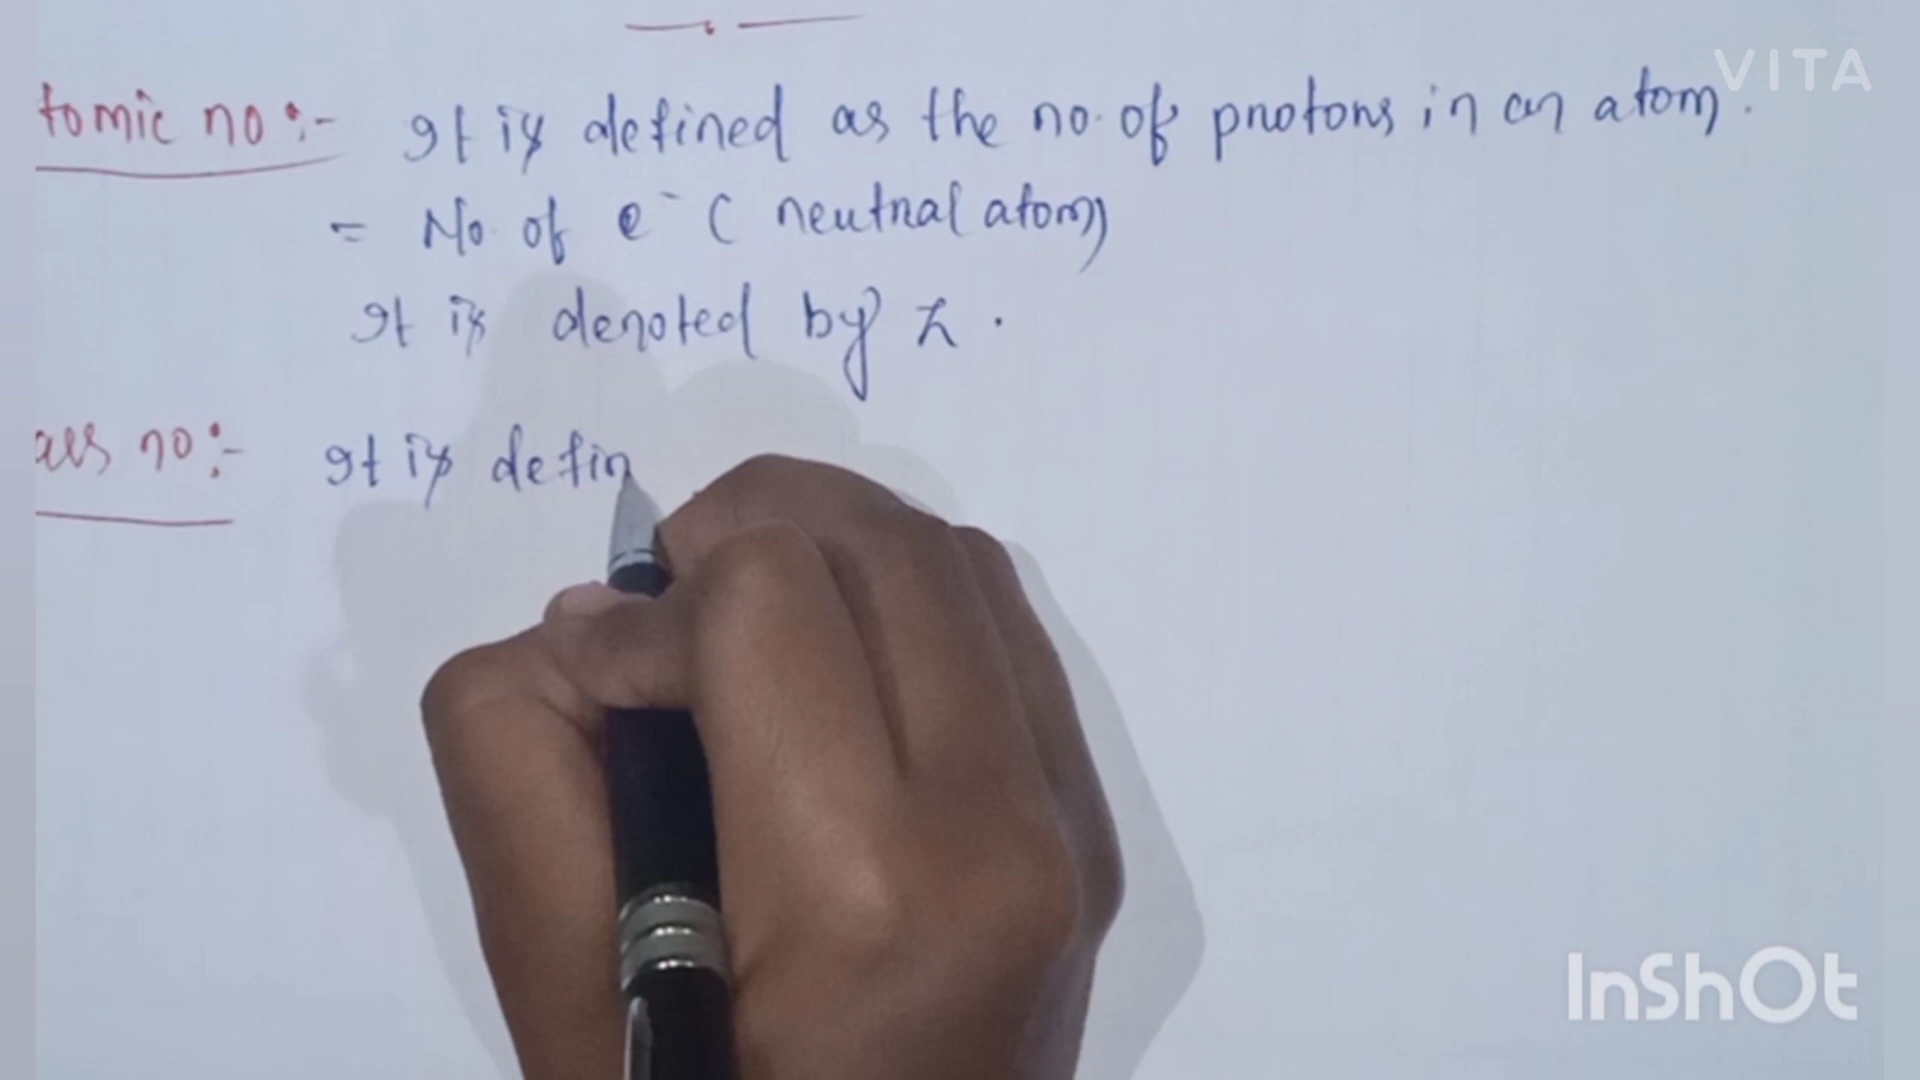 VITA
tomic no:- It is defined as the no. of protons in an atom.
= No. of e⁻ ( neutral atom)
It is denoted by Z.
ass no:- It is defin
InShOt